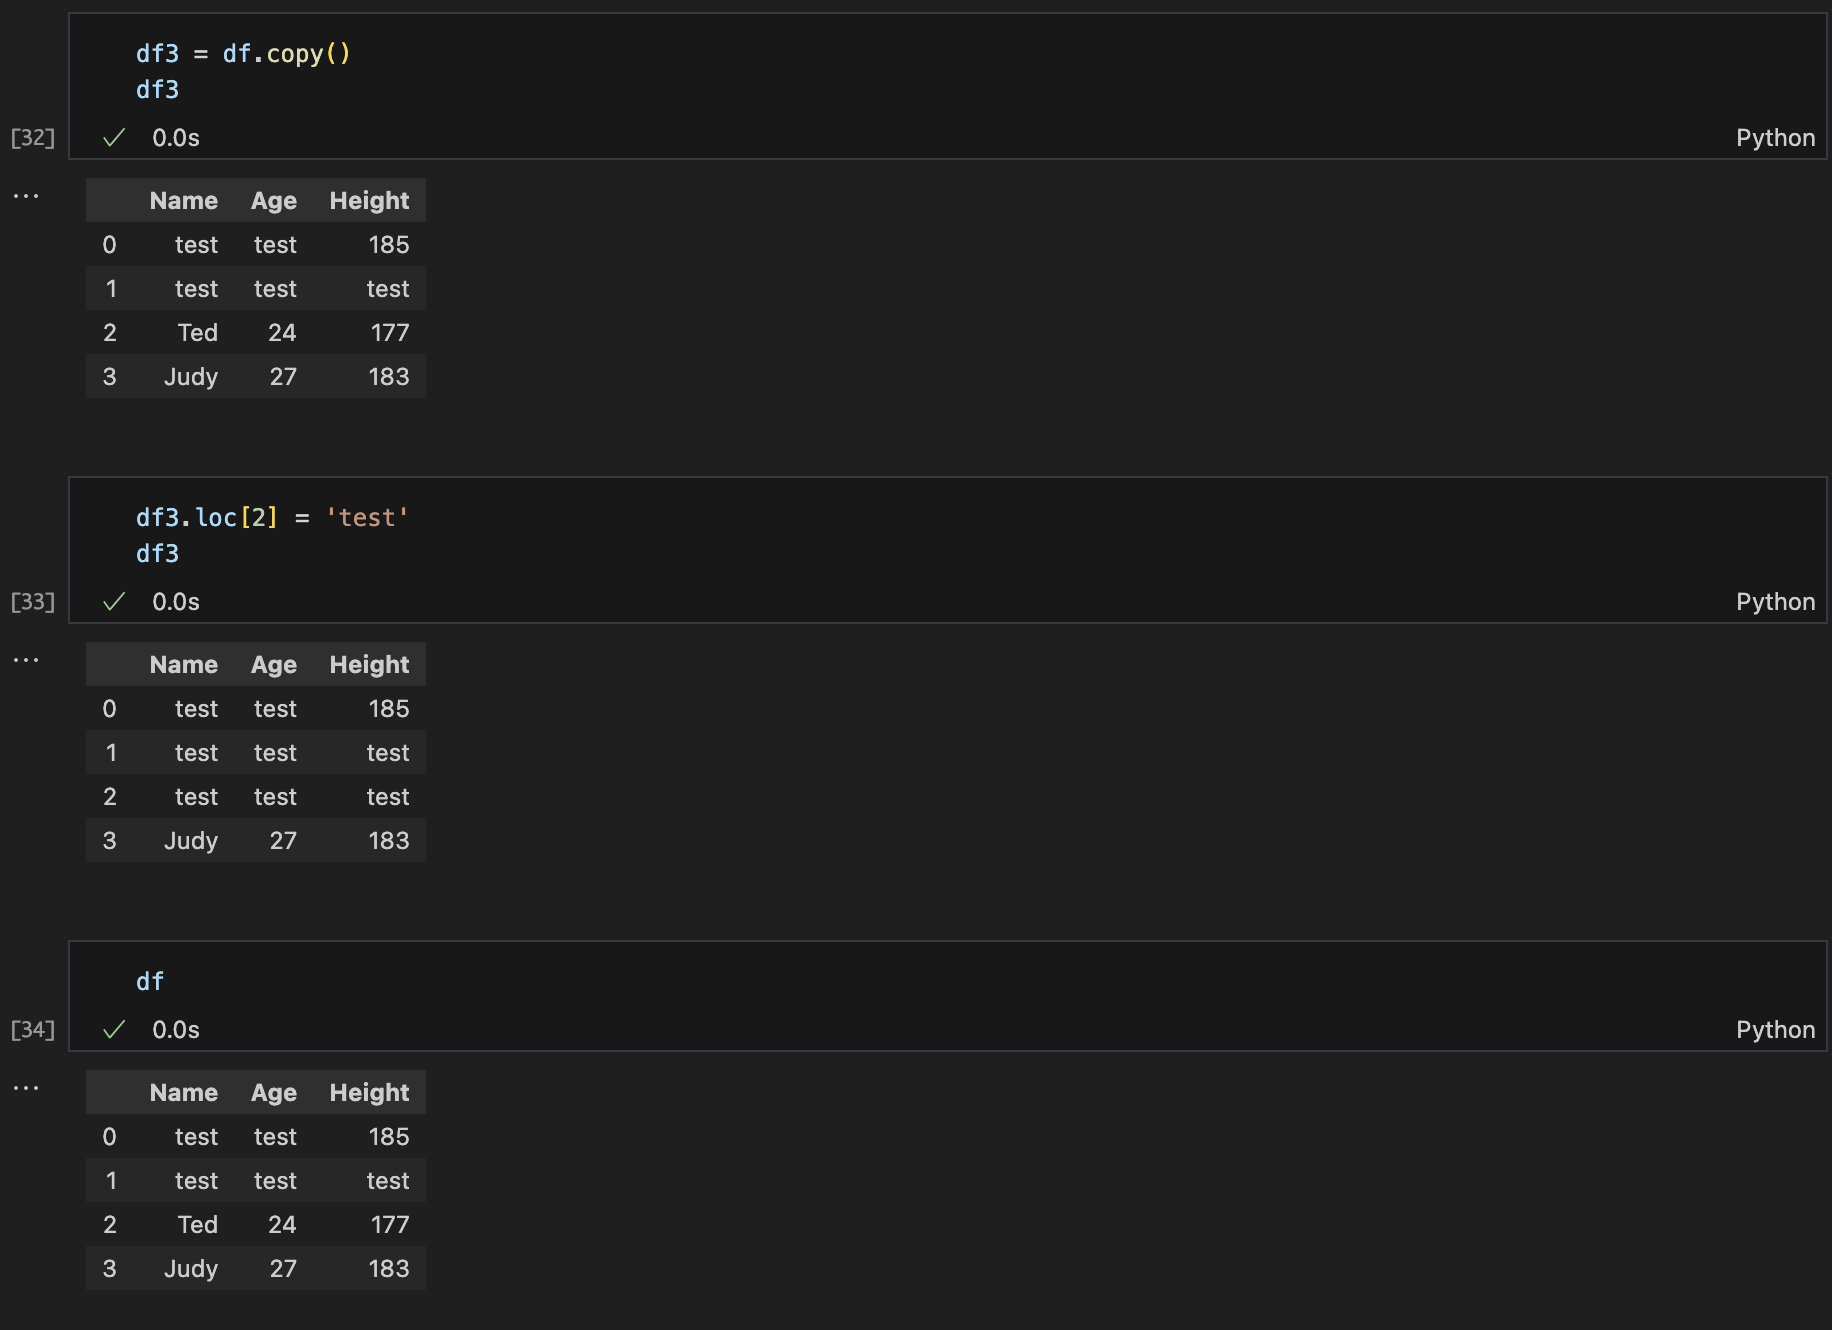 df3 = df.copy()
df3
[32] ✓ 0.0s Python
... Name Age Height
0 test test 185
1 test test test
2 Ted 24 177
3 Judy 27 183
df3.loc[2] = 'test'
df3
[33] ✓ 0.0s Python
... Name Age Height
0 test test 185
1 test test test
2 test test test
3 Judy 27 183
df
[34] ✓ 0.0s Python
... Name Age Height
0 test test 185
1 test test test
2 Ted 24 177
3 Judy 27 183